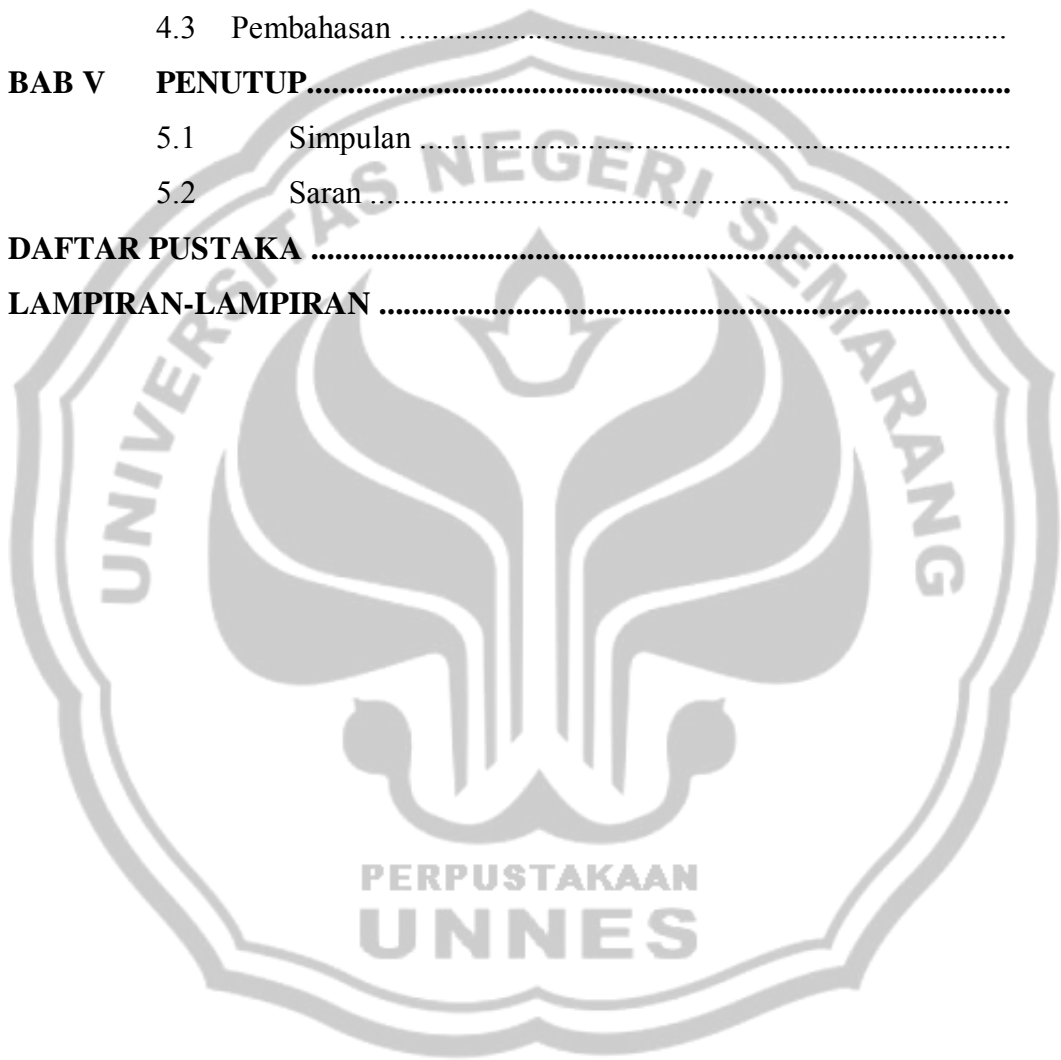 4.3 Pembahasan ............................................................................
BAB V PENUTUP.....................................................................................
5.1 Simpulan ..........................................................................
5.2 Saran ................................................................................
DAFTAR PUSTAKA .....................................................................................
LAMPIRAN-LAMPIRAN ............................................................................
UNIVERSITAS NEGERI SEMARANG
PERPUSTAKAAN
UNNES